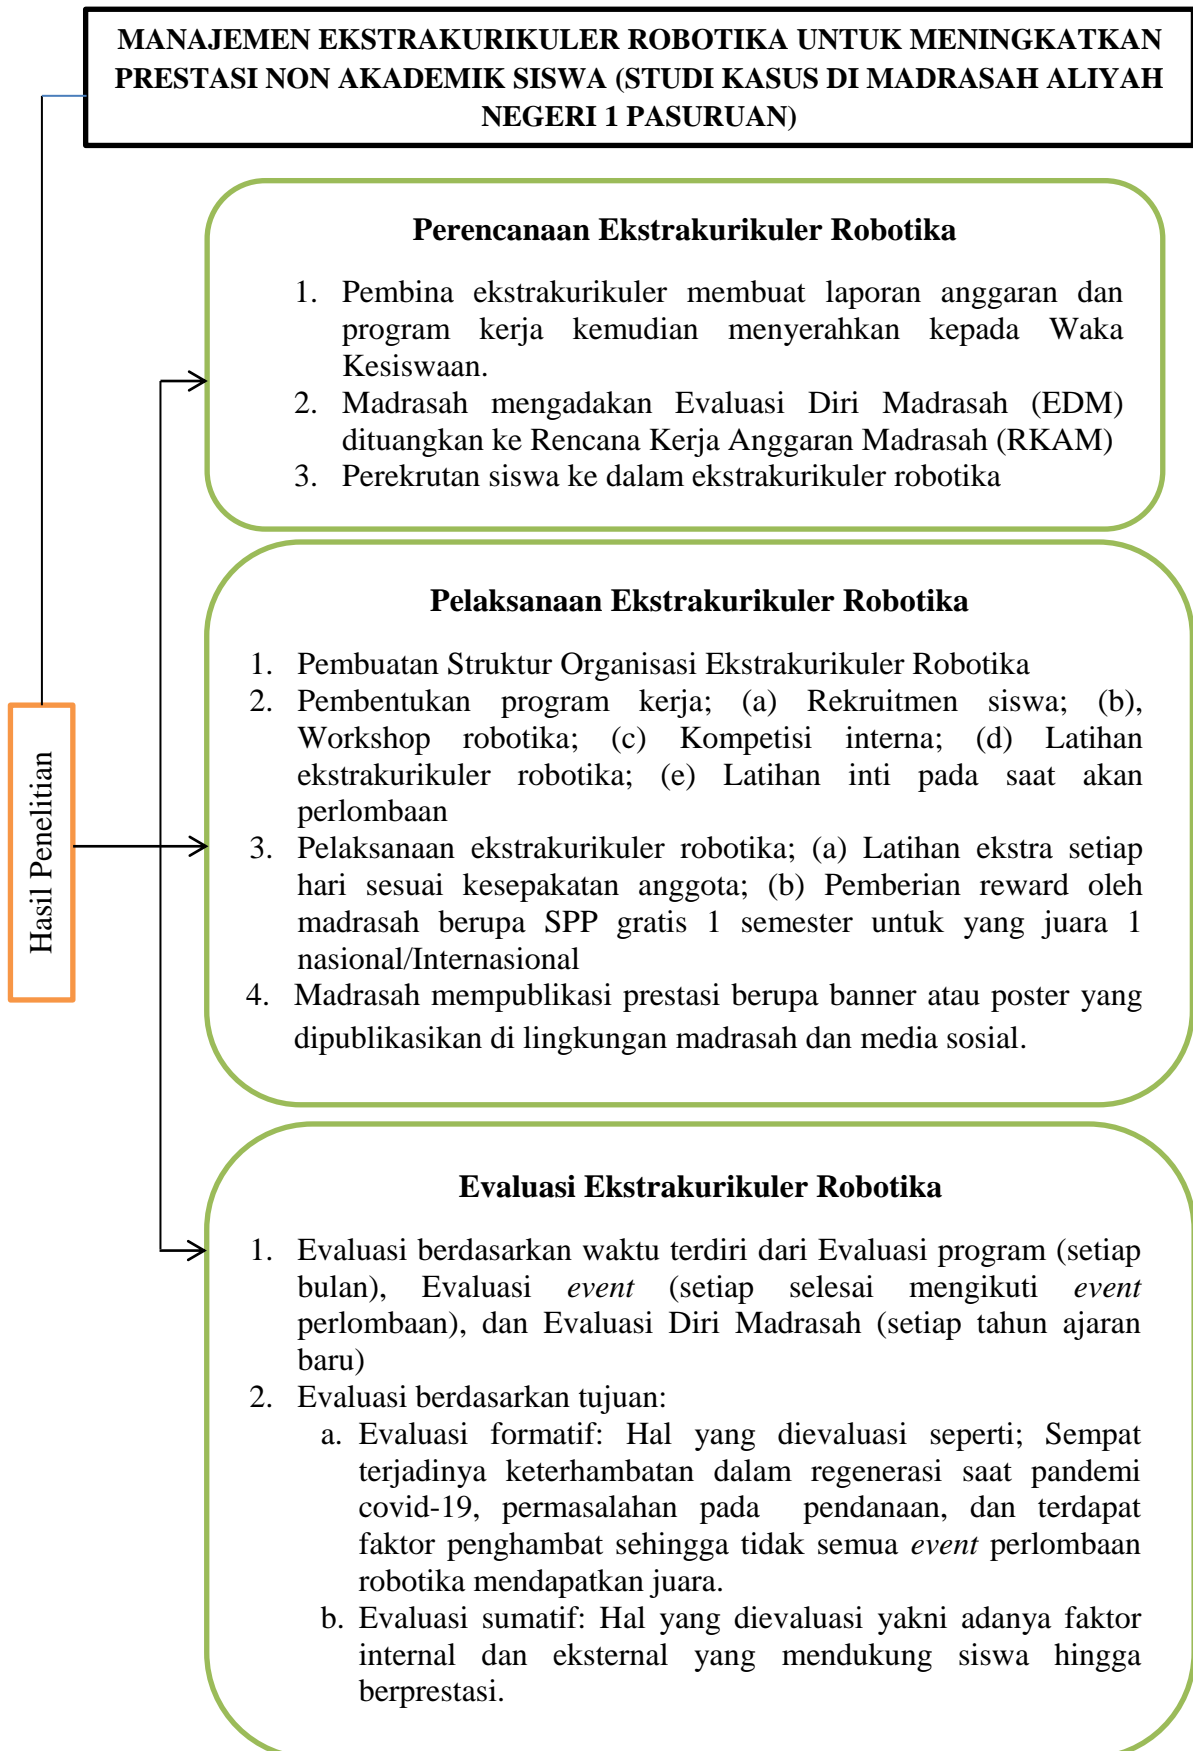 MANAJEMEN EKSTRAKURIKULER ROBOTIKA UNTUK MENINGKATKAN
PRESTASI NON AKADEMIK SISWA (STUDI KASUS DI MADRASAH ALIYAH
NEGERI 1 PASURUAN)
Hasil Penelitian
Perencanaan Ekstrakurikuler Robotika
1. Pembina ekstrakurikuler membuat laporan anggaran dan
program kerja kemudian menyerahkan kepada Waka
Kesiswaan.
2. Madrasah mengadakan Evaluasi Diri Madrasah (EDM)
dituangkan ke Rencana Kerja Anggaran Madrasah (RKAM)
3. Perekrutan siswa ke dalam ekstrakurikuler robotika
Pelaksanaan Ekstrakurikuler Robotika
1. Pembuatan Struktur Organisasi Ekstrakurikuler Robotika
2. Pembentukan program kerja; (a) Rekruitmen siswa; (b),
Workshop robotika; (c) Kompetisi interna; (d) Latihan
ekstrakurikuler robotika; (e) Latihan inti pada saat akan
perlombaan
3. Pelaksanaan ekstrakurikuler robotika; (a) Latihan ekstra setiap
hari sesuai kesepakatan anggota; (b) Pemberian reward oleh
madrasah berupa SPP gratis 1 semester untuk yang juara 1
nasional/Internasional
4. Madrasah mempublikasi prestasi berupa banner atau poster yang
dipublikasikan di lingkungan madrasah dan media sosial.
Evaluasi Ekstrakurikuler Robotika
1. Evaluasi berdasarkan waktu terdiri dari Evaluasi program (setiap
bulan), Evaluasi event (setiap selesai mengikuti event
perlombaan), dan Evaluasi Diri Madrasah (setiap tahun ajaran
baru)
2. Evaluasi berdasarkan tujuan:
a. Evaluasi formatif: Hal yang dievaluasi seperti; Sempat
terjadinya keterhambatan dalam regenerasi saat pandemi
covid-19, permasalahan pada pendanaan, dan terdapat
faktor penghambat sehingga tidak semua event perlombaan
robotika mendapatkan juara.
b. Evaluasi sumatif: Hal yang dievaluasi yakni adanya faktor
internal dan eksternal yang mendukung siswa hingga
berprestasi.